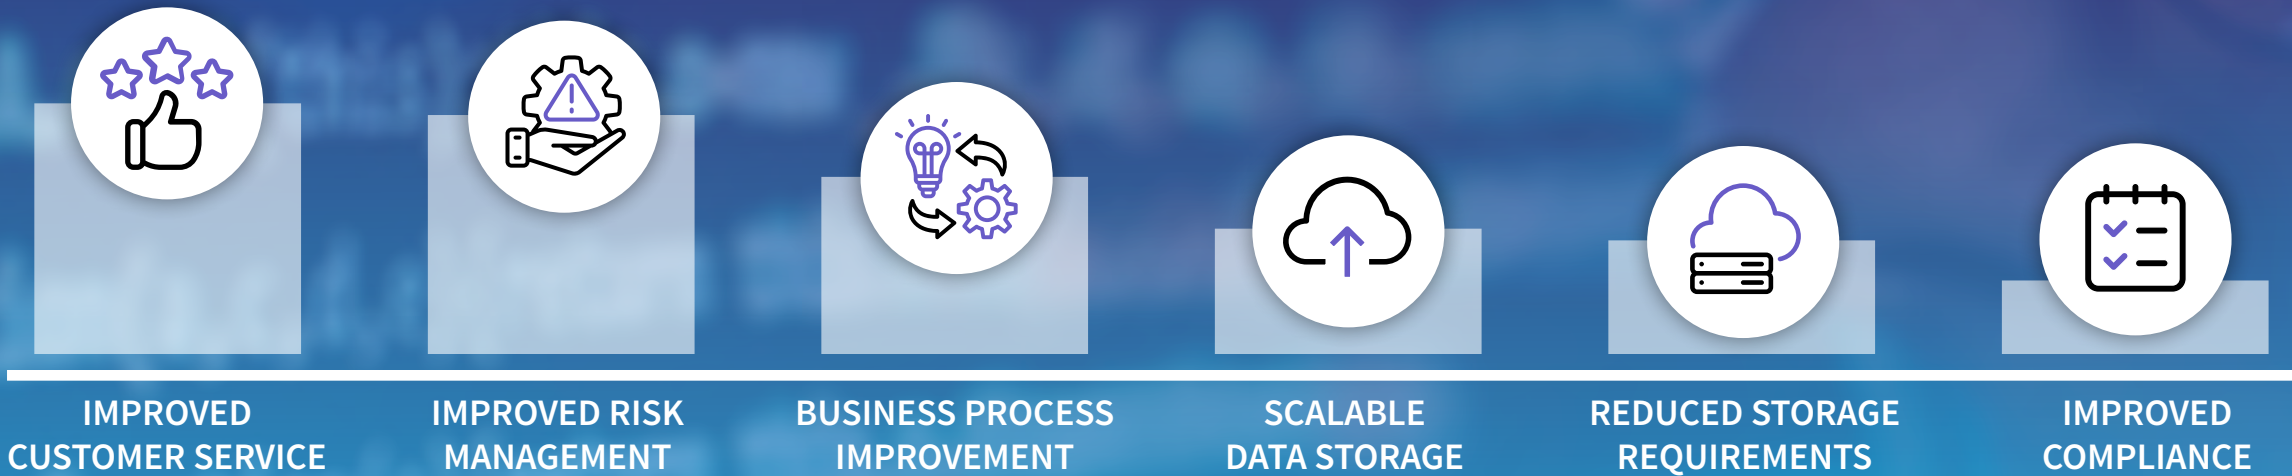 IMPROVED
CUSTOMER SERVICE
IMPROVED RISK
MANAGEMENT
BUSINESS PROCESS
IMPROVEMENT
SCALABLE
DATA STORAGE
REDUCED STORAGE
REQUIREMENTS
IMPROVED
COMPLIANCE